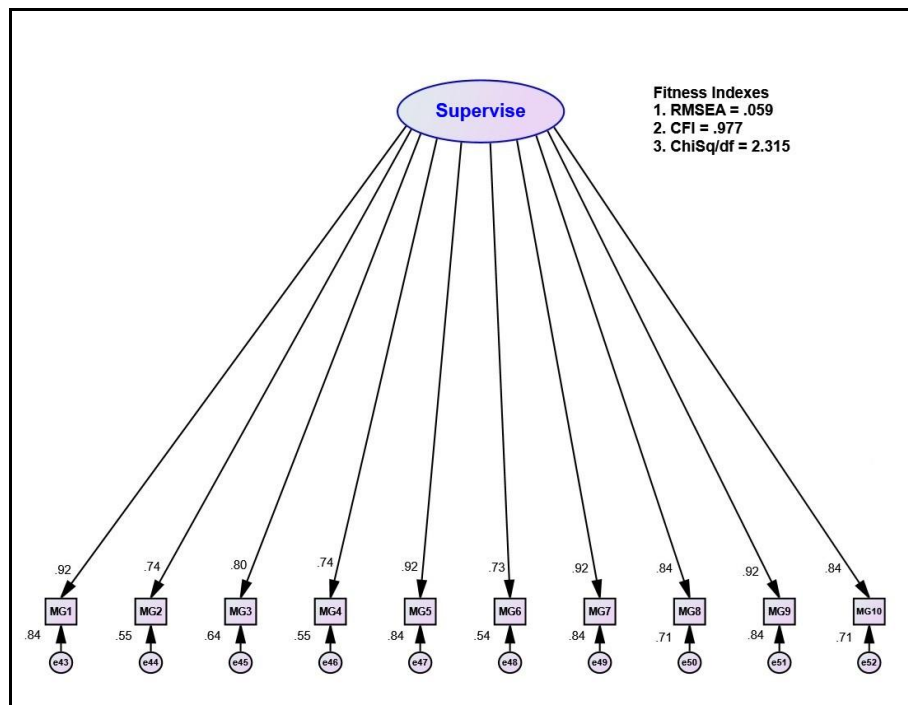 Supervise
Fitness Indexes
1. RMSEA = .059
2. CFI = .977
3. ChiSq/df = 2.315
.92 .74 .80 .74 .92 .73 .92 .84 .92 .84
MG1 MG2 MG3 MG4 MG5 MG6 MG7 MG8 MG9 MG10
.84 .55 .64 .55 .84 .54 .84 .71 .84 .71
e43 e44 e45 e46 e47 e48 e49 e50 e51 e52